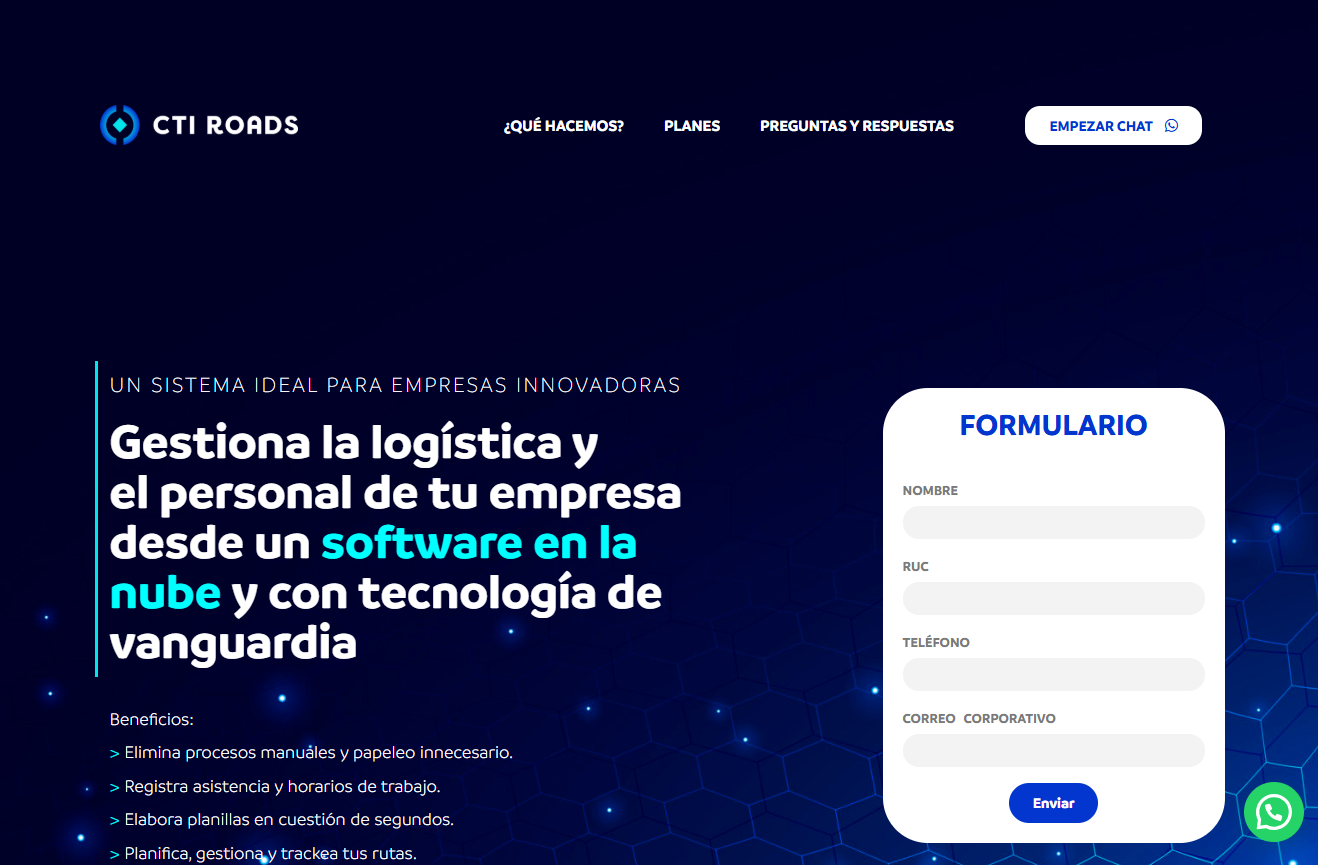 CTI ROADS
¿QUÉ HACEMOS?
PLANES
PREGUNTAS Y RESPUESTAS
EMPEZAR CHAT
UN SISTEMA IDEAL PARA EMPRESAS INNOVADORAS
Gestiona la logística y
el personal de tu empresa
desde un software en la
nube y con tecnología de
vanguardia
Beneficios:
> Elimina procesos manuales y papeleo innecesario.
> Registra asistencia y horarios de trabajo.
> Elabora planillas en cuestión de segundos.
> Planifica, gestiona y trackea tus rutas.
FORMULARIO
NOMBRE
RUC
TELÉFONO
CORREO CORPORATIVO
Enviar